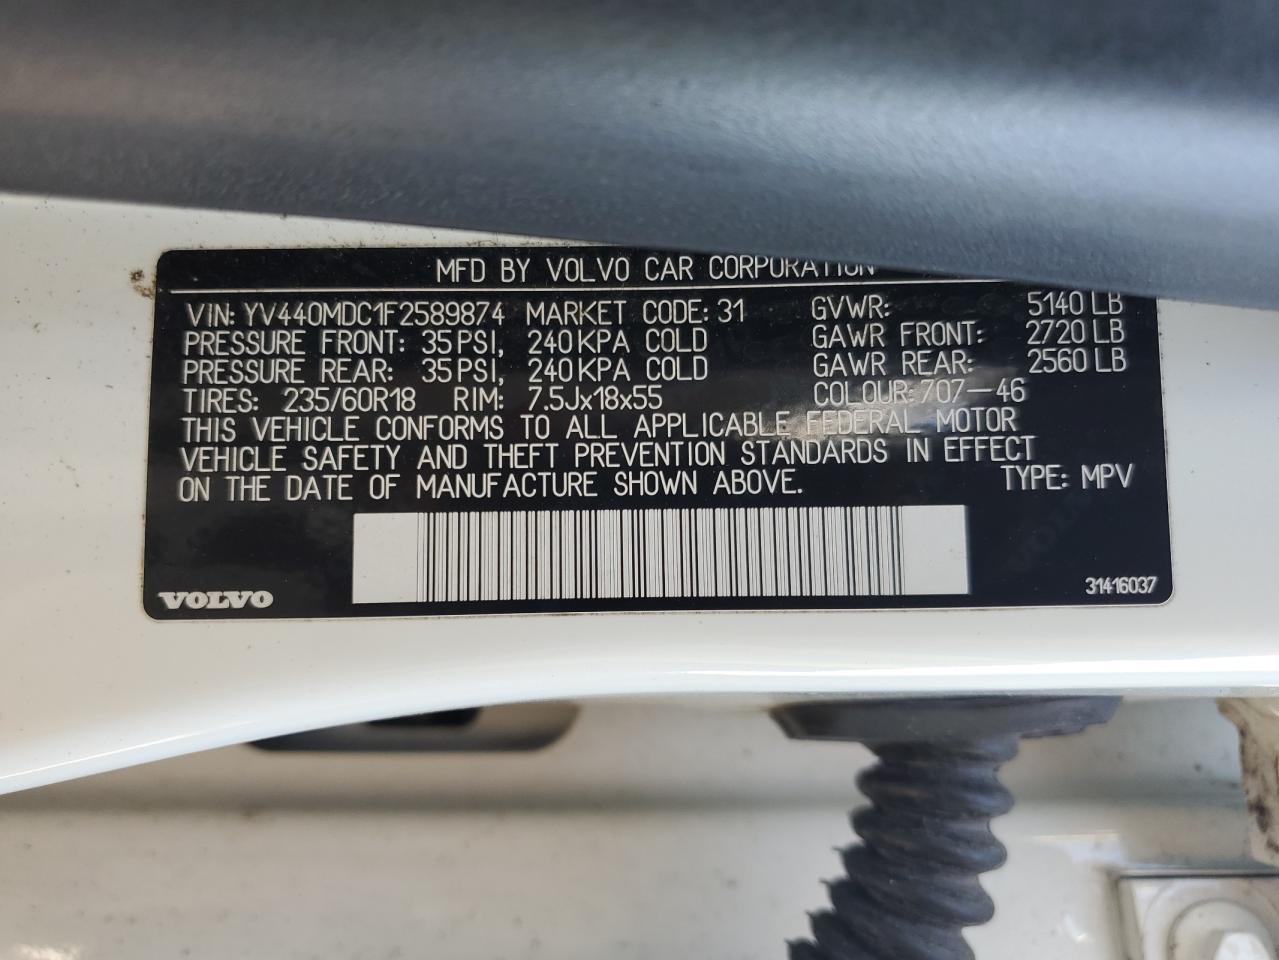 MFD BY VOLVO CAR CORPORATION
VIN: YV440MDC1F2589874 MARKET CODE: 31 GVWR: 5140 LB
PRESSURE FRONT: 35 PSI, 240 KPA COLD GAWR FRONT: 2720 LB
PRESSURE REAR: 35 PSI, 240 KPA COLD GAWR REAR: 2560 LB
TIRES: 235/60R18 RIM: 7.5Jx18x55 COLOUR: 707-46
THIS VEHICLE CONFORMS TO ALL APPLICABLE FEDERAL MOTOR
VEHICLE SAFETY AND THEFT PREVENTION STANDARDS IN EFFECT
ON THE DATE OF MANUFACTURE SHOWN ABOVE. TYPE: MPV
VOLVO 31416037